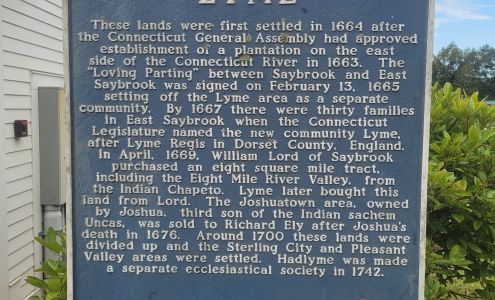 LYME
These lands were first settled in 1664 after
the Connecticut General Assembly had approved
establishment of a plantation on the east
side of the Connecticut River in 1663. The
"Loving Parting" between Saybrook and East
Saybrook was signed on February 13, 1665
setting off the Lyme area as a separate
community. By 1667 there were thirty families
in East Saybrook when the Connecticut
Legislature named the new community Lyme,
after Lyme Regis in Dorset County, England.
In April, 1669, William Lord of Saybrook
purchased an eight square mile tract,
including the Eight Mile River Valley, from
the Indian Chapeto. Lyme later bought this
land from Lord. The Joshuatown area, owned
by Joshua, third son of the Indian sachem
Uncas, was sold to Richard Ely after Joshua's
death in 1676. Around 1700 these lands were
divided up and the Sterling City and Pleasant
Valley areas were settled. Hadlyme was made
a separate ecclesiastical society in 1742.